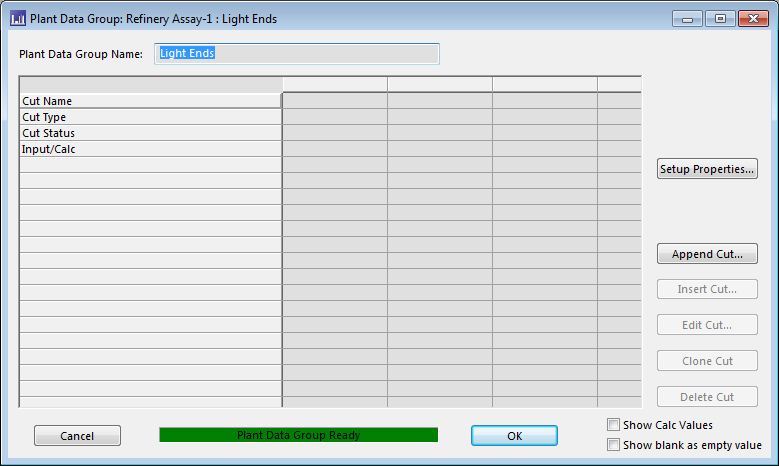 Plant Data Group: Refinery Assay-1 : Light Ends
Plant Data Group Name: Light Ends
Cut Name
Cut Type
Cut Status
Input/Calc
Setup Properties...
Append Cut...
Insert Cut...
Edit Cut...
Clone Cut
Delete Cut
Cancel
Plant Data Group Ready
OK
Show Calc Values
Show blank as empty value